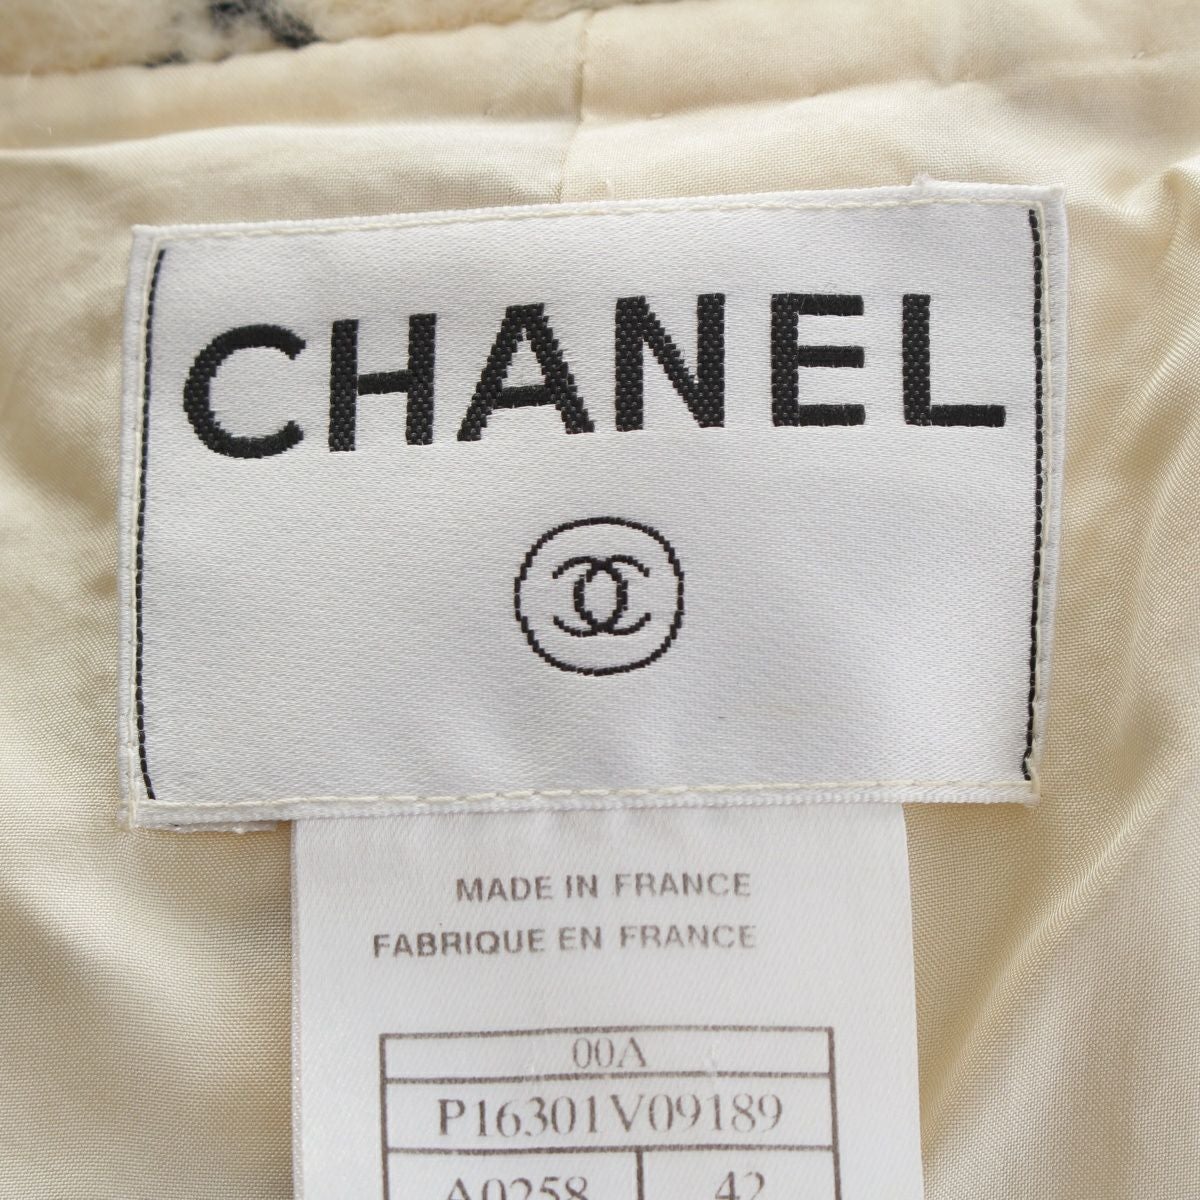 CHANEL
MADE IN FRANCE
FABRIQUE EN FRANCE
00A
P16301V09189
A0258 42